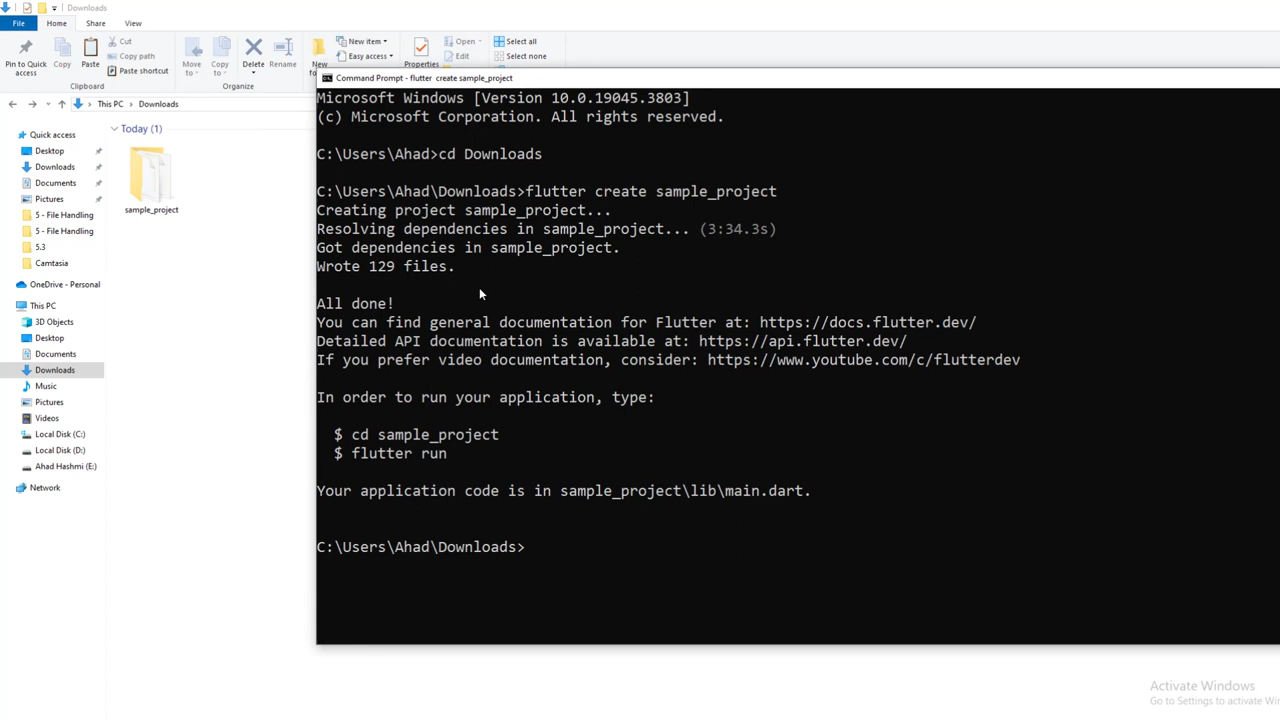 Downloads
File Home Share View
Pin to Quick access
Copy
Paste
Cut
Copy path
Paste shortcut
Clipboard
Move to
Copy to
Delete
Rename
Organize
New
New item
Easy access
Properties
Open
Edit
Select all
Select none
This PC Downloads
Quick access
Desktop
Downloads
Documents
Pictures
5 - File Handling
5 - File Handling
5.3
Camtasia
OneDrive - Personal
This PC
3D Objects
Desktop
Documents
Downloads
Music
Pictures
Videos
Local Disk (C:)
Local Disk (D:)
Ahad Hashmi (E:)
Network
Today (1)
sample_project
Command Prompt - flutter create sample_project
Microsoft Windows [Version 10.0.19045.3803]
(c) Microsoft Corporation. All rights reserved.
C:\Users\Ahad>cd Downloads
C:\Users\Ahad\Downloads>flutter create sample_project
Creating project sample_project...
Resolving dependencies in sample_project... (3:34.3s)
Got dependencies in sample_project.
Wrote 129 files.
All done!
You can find general documentation for Flutter at: https://docs.flutter.dev/
Detailed API documentation is available at: https://api.flutter.dev/
If you prefer video documentation, consider: https://www.youtube.com/c/flutterdev
In order to run your application, type:
$ cd sample_project
$ flutter run
Your application code is in sample_project\lib\main.dart.
C:\Users\Ahad\Downloads>
Activate Windows
Go to Settings to activate Win